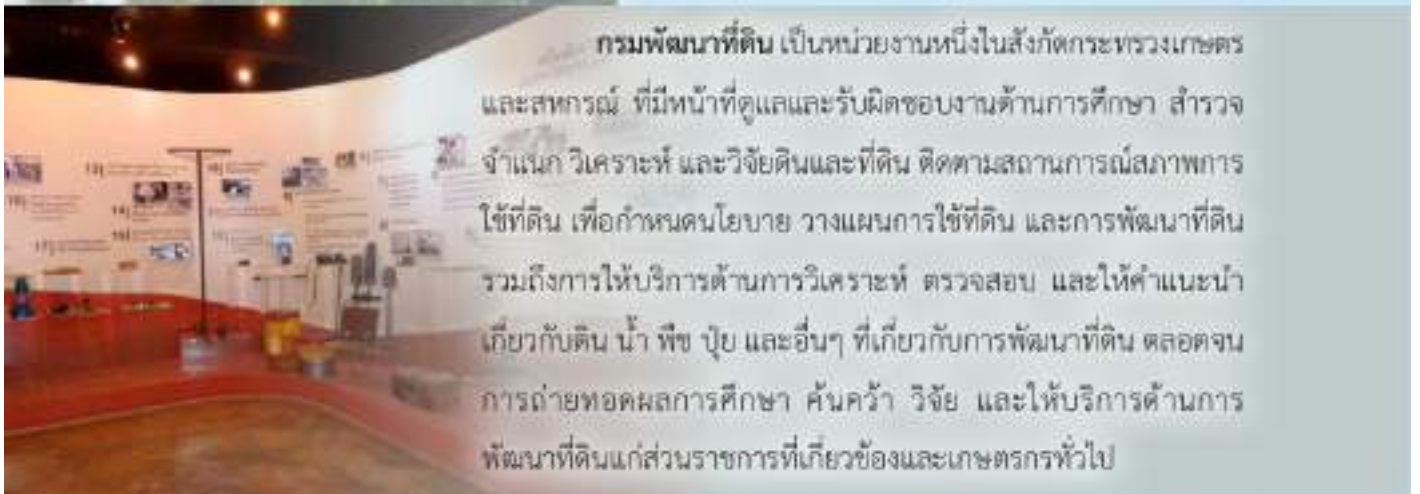 กรมพัฒนาที่ดิน เป็นหน่วยงานหนึ่งในสังกัดกระทรวงเกษตร
และสหกรณ์ ที่มีหน้าที่ดูแลและรับผิดชอบงานด้านการศึกษา สำรวจ
จำแนก วิเคราะห์ และวิจัยดินและที่ดิน ติดตามสถานการณ์สภาพการ
ใช้ที่ดิน เพื่อกำหนดนโยบาย วางแผนการใช้ที่ดิน และการพัฒนาที่ดิน
รวมถึงการให้บริการด้านการวิเคราะห์ ตรวจสอบ และให้คำแนะนำ
เกี่ยวกับดิน น้ำ พืช ปุ๋ย และอื่นๆ ที่เกี่ยวกับการพัฒนาที่ดิน ตลอดจน
การถ่ายทอดผลการศึกษา ค้นคว้า วิจัย และให้บริการด้านการ
พัฒนาที่ดินแก่ส่วนราชการที่เกี่ยวข้องและเกษตรกรทั่วไป